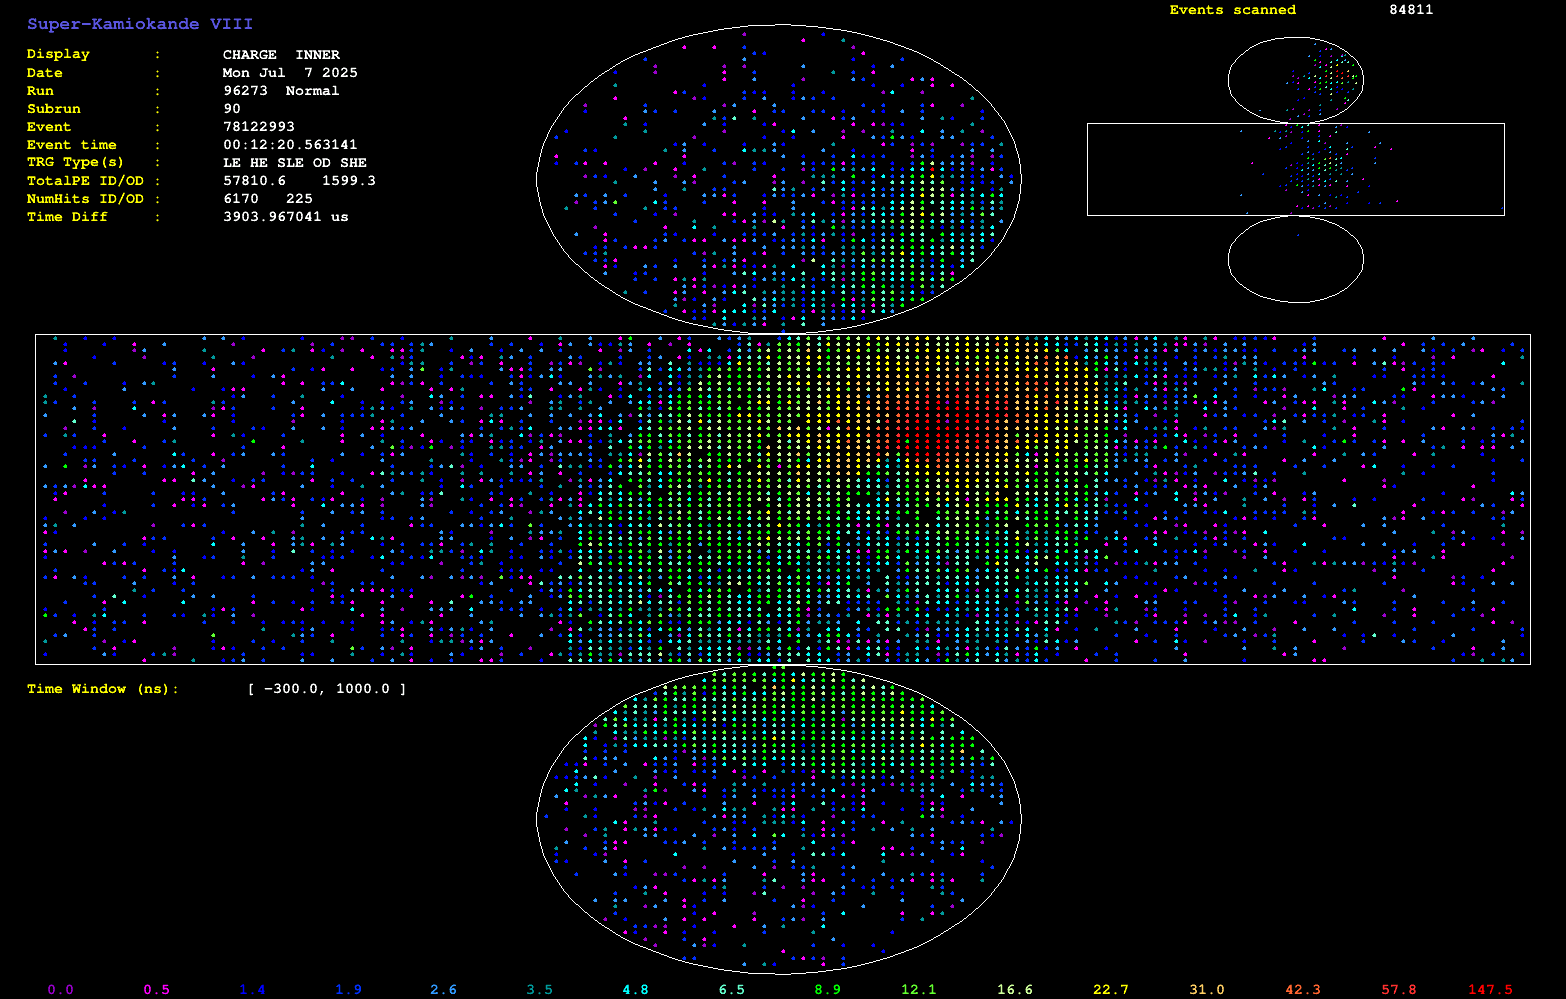 Super-Kamiokande VIII
Events scanned 84811
Display : CHARGE INNER
Date : Mon Jul 7 2025
Run : 96273 Normal
Subrun : 90
Event : 78122993
Event time : 00:12:20.563141
TRG Type(s) : LE HE SLE OD SHE
TotalPE ID/OD : 57810.6 1599.3
NumHits ID/OD : 6170 225
Time Diff : 3903.967041 us
Time Window (ns): [ -300.0, 1000.0 ]
0.0 0.5 1.4 1.9 2.6 3.5 4.8 6.5 8.9 12.1 16.6 22.7 31.0 42.3 57.8 147.5